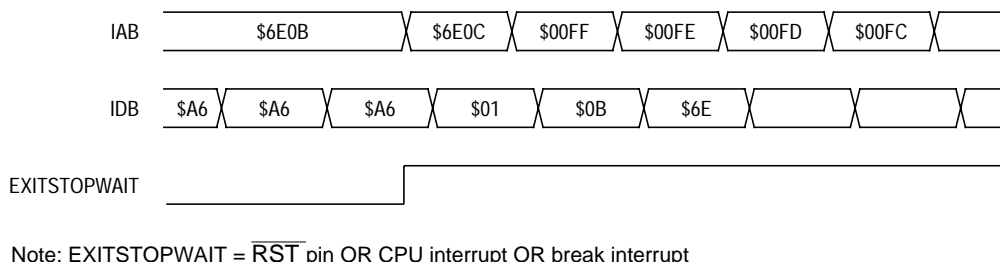 IAB $6E0B $6E0C $00FF $00FE $00FD $00FC
IDB $A6 $A6 $A6 $01 $0B $6E
EXITSTOPWAIT
Note: EXITSTOPWAIT = RST pin OR CPU interrupt OR break interrupt